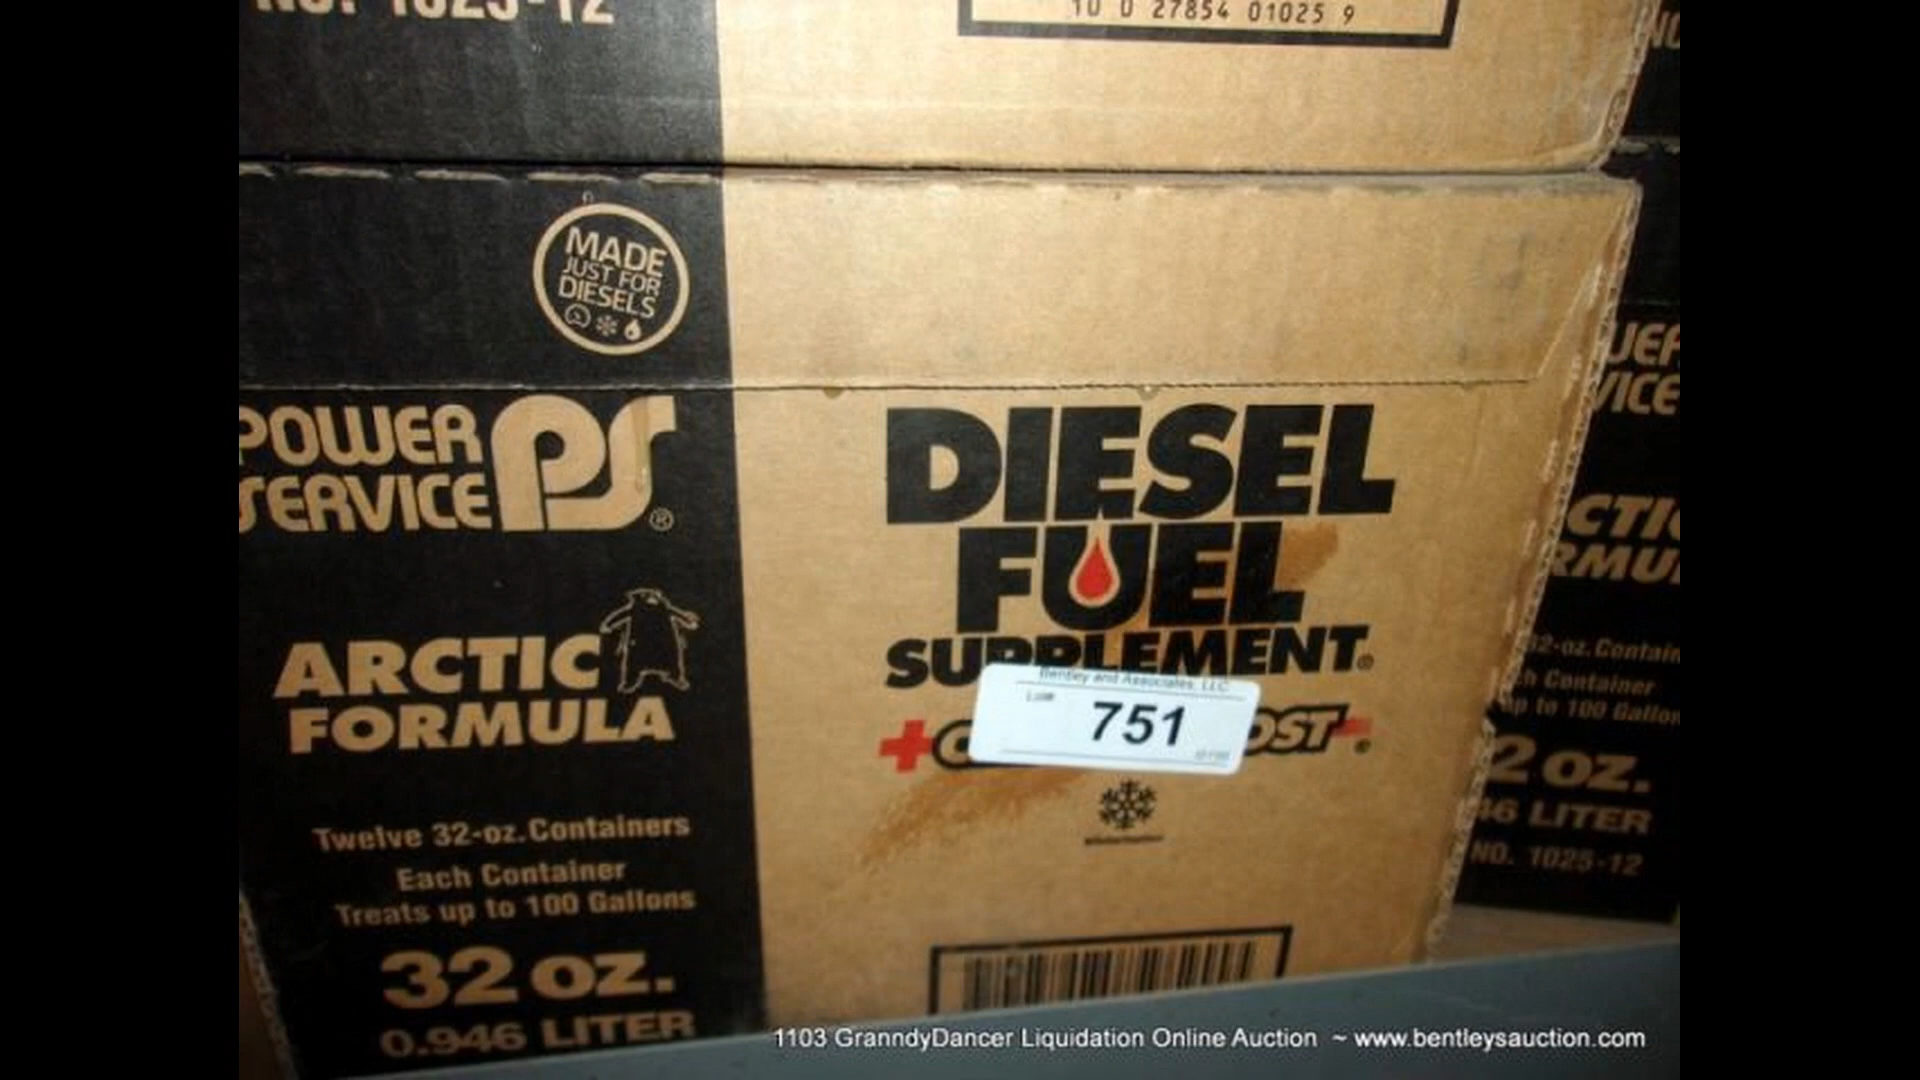 NO. 1025-12
10 0 27854 01025 9
MADE
JUST FOR
DIESELS
POWER
SERVICE
PS®
ARCTIC
FORMULA
Twelve 32-oz. Containers
Each Container
Treats up to 100 Gallons
32 OZ.
0.946 LITER
DIESEL
FUEL
SUPPLEMENT®
Bentley and Associates, LLC
751
OST
®
32-oz. Contain
Container
up to 100 Gallon
2 OZ.
46 LITER
NO. 1025-12
1103 GranndyDancer Liquidation Online Auction ~ www.bentleysauction.com